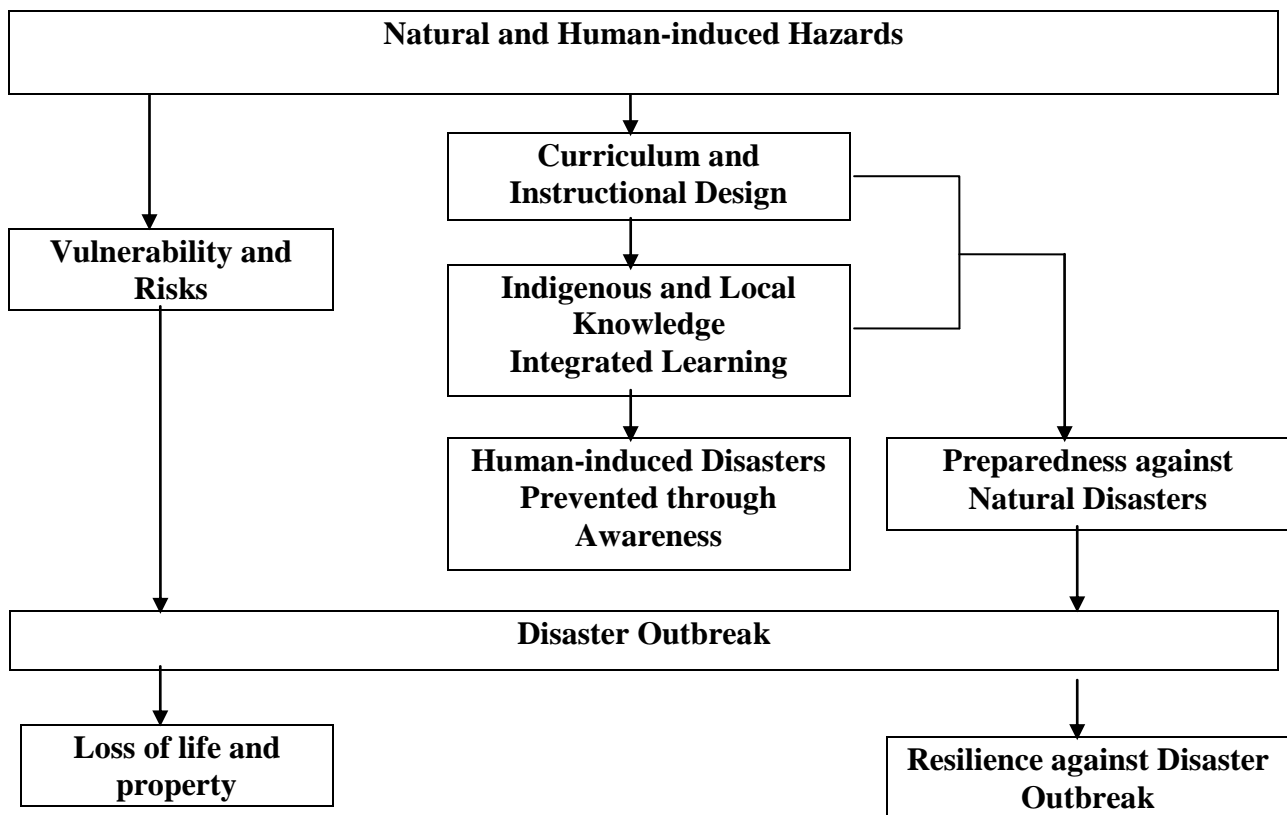 Natural and Human-induced Hazards
Curriculum and
Instructional Design
Vulnerability and
Risks
Indigenous and Local
Knowledge
Integrated Learning
Human-induced Disasters
Prevented through
Awareness
Preparedness against
Natural Disasters
Disaster Outbreak
Loss of life and
property
Resilience against Disaster
Outbreak